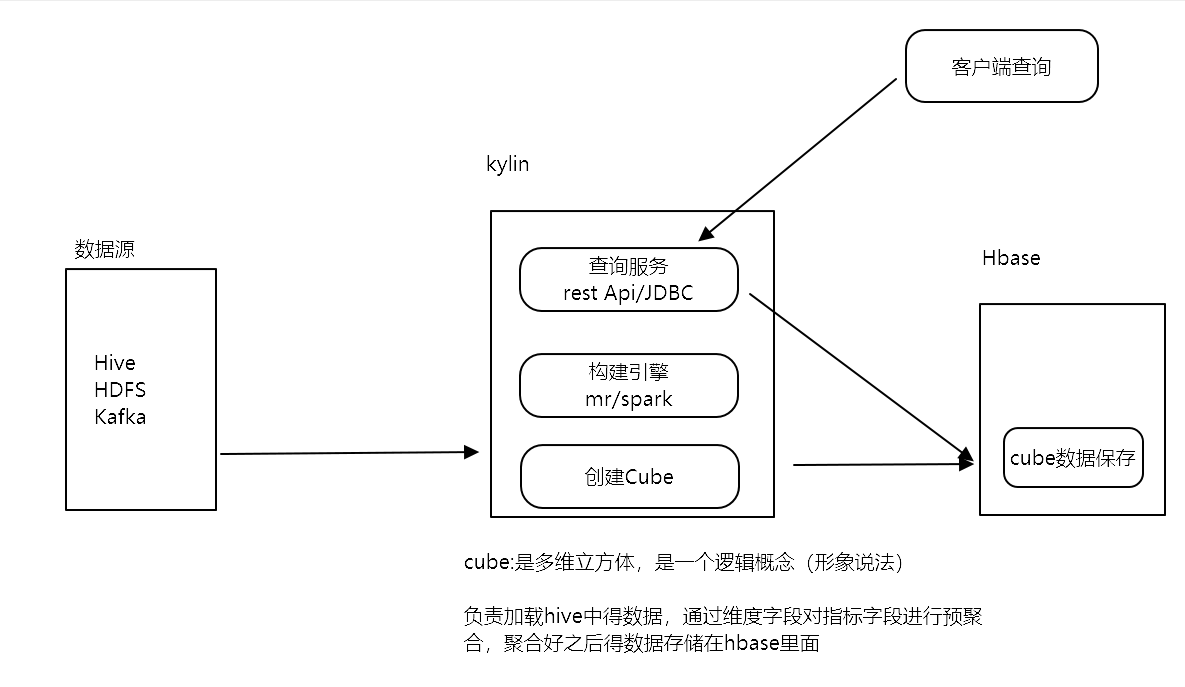 客户端查询
kylin
数据源
Hive
HDFS
Kafka
查询服务
rest Api/JDBC
构建引擎
mr/spark
创建Cube
Hbase
cube数据保存
cube:是多维立方体，是一个逻辑概念（形象说法）
负责加载hive中得数据，通过维度字段对指标字段进行预聚
合，聚合好之后得数据存储在hbase里面